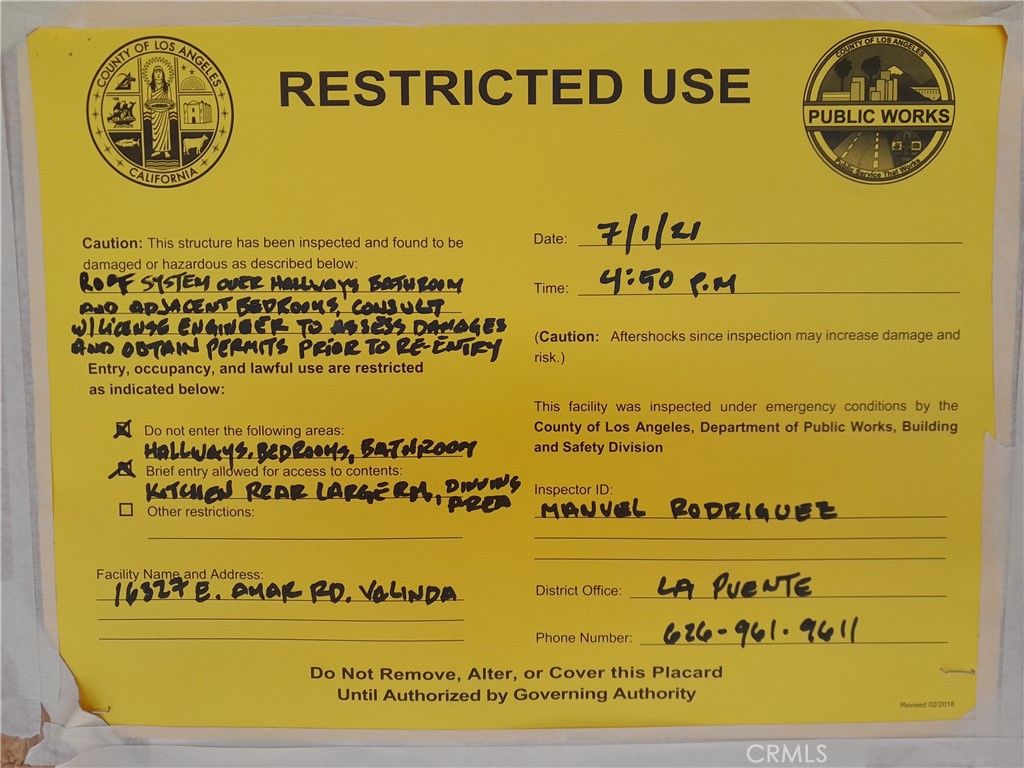 COUNTY OF LOS ANGELES
CALIFORNIA
RESTRICTED USE
COUNTY OF LOS ANGELES
PUBLIC WORKS
Public Service That Works
Caution: This structure has been inspected and found to be
damaged or hazardous as described below:
ROOF SYSTEM OVER HALLWAYS BATHROOM
AND ADJACENT BEDROOMS, CONSULT
W/LICENSE ENGINEER TO ASSESS DAMAGES
AND OBTAIN PERMITS PRIOR TO RE-ENTRY
Entry, occupancy, and lawful use are restricted
as indicated below:
Do not enter the following areas:
HALLWAYS, BEDROOMS, BATHROOM
Brief entry allowed for access to contents:
KITCHEN REAR LARGE RM, DINNING
AREA
Other restrictions:
Facility Name and Address:
16327 E. AMAR RD. VALINDA
Date: 7/1/21
Time: 4:50 P.M
(Caution: Aftershocks since inspection may increase damage and
risk.)
This facility was inspected under emergency conditions by the
County of Los Angeles, Department of Public Works, Building
and Safety Division
Inspector ID:
MANUEL RODRIGUEZ
District Office: LA PUENTE
Phone Number: 626-961-9611
Do Not Remove, Alter, or Cover this Placard
Until Authorized by Governing Authority
Revised 02/2018
CRMLS